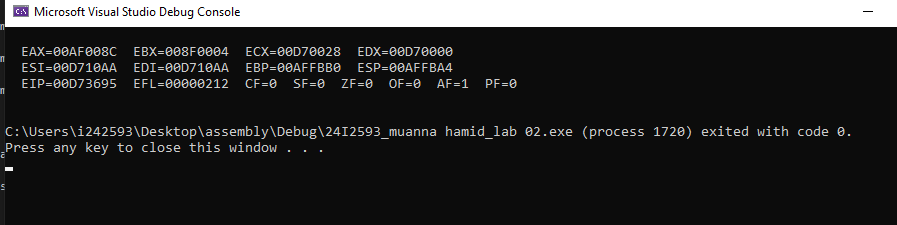 Microsoft Visual Studio Debug Console
EAX=00AF008C  EBX=008F0004  ECX=00D70028  EDX=00D70000
ESI=00D710AA  EDI=00D710AA  EBP=00AFFBB0  ESP=00AFFBA4
EIP=00D73695  EFL=00000212  CF=0  SF=0  ZF=0  OF=0  AF=1  PF=0
C:\Users\i242593\Desktop\assembly\Debug\24I2593_muanna hamid_lab 02.exe (process 1720) exited with code 0.
Press any key to close this window . . .